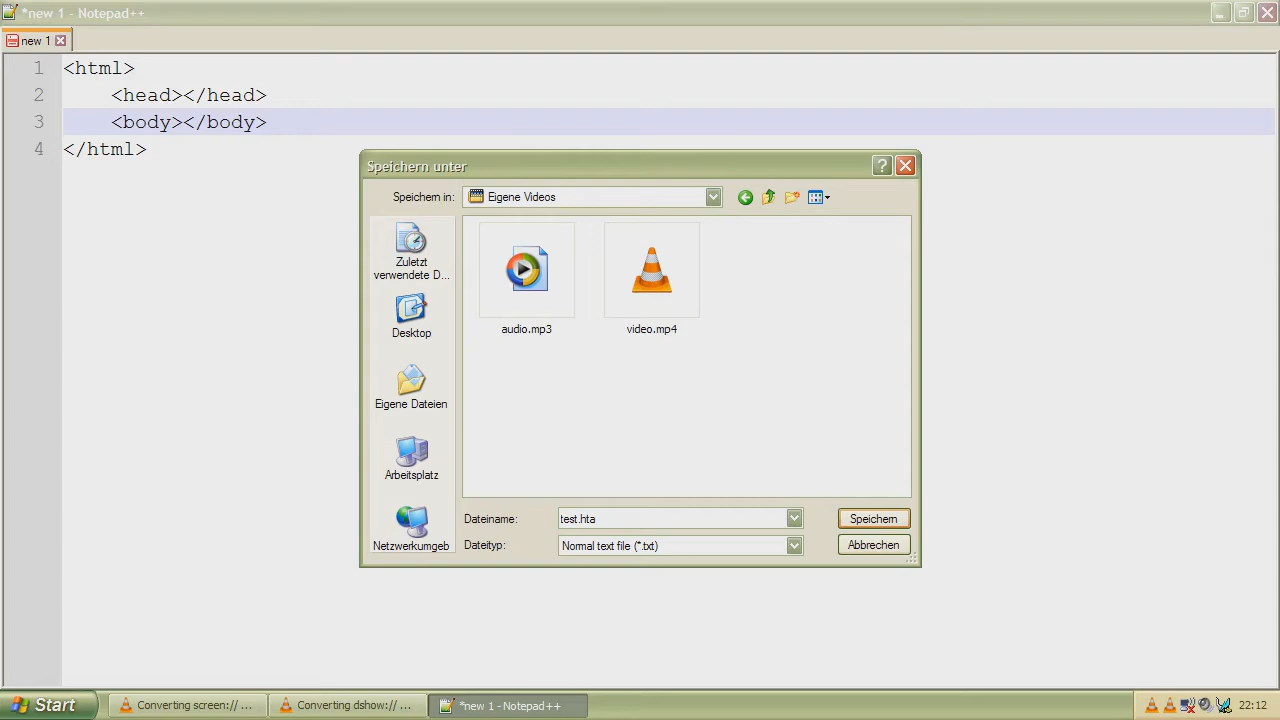 *new 1 - Notepad++
new 1
1 <html>
2 <head></head>
3 <body></body>
4 </html>
Speichern unter
Speichern in: Eigene Videos
Zuletzt
verwendete D...
Desktop
Eigene Dateien
Arbeitsplatz
Netzwerkumgeb
audio.mp3
video.mp4
Dateiname: test.hta
Speichern
Dateityp: Normal text file (*.txt)
Abbrechen
Start
Converting screen:// ...
Converting dshow:// ...
*new 1 - Notepad++
22:12